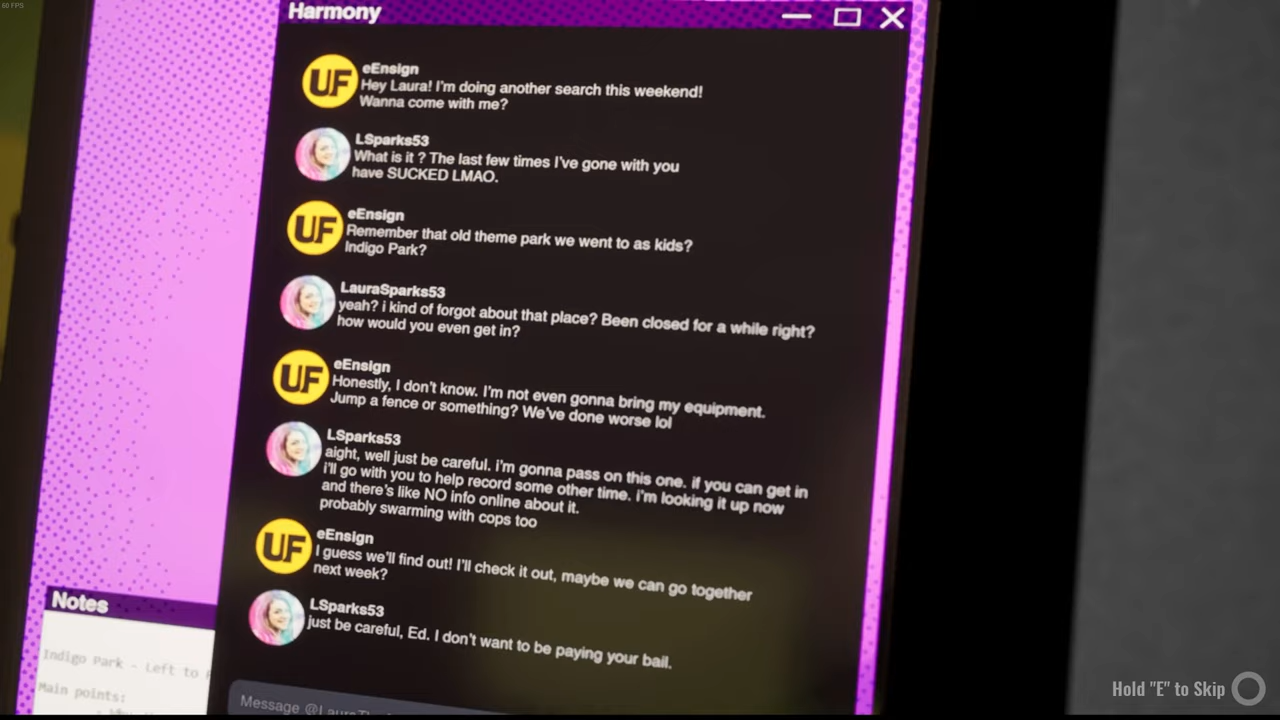 60 FPS
Harmony
UF
eEnsign
Hey Laura! I'm doing another search this weekend!
Wanna come with me?
LSparks53
What is it ? The last few times I've gone with you
have SUCKED LMAO.
UF
eEnsign
Remember that old theme park we went to as kids?
Indigo Park?
LauraSparks53
yeah? i kind of forgot about that place? Been closed for a while right?
how would you even get in?
UF
eEnsign
Honestly, I don't know. I'm not even gonna bring my equipment.
Jump a fence or something? We've done worse lol
LSparks53
aight, well just be careful. i'm gonna pass on this one. if you can get in
i'll go with you to help record some other time. i'm looking it up now
and there's like NO info online about it.
probably swarming with cops too
UF
eEnsign
I guess we'll find out! I'll check it out, maybe we can go together
next week?
LSparks53
just be careful, Ed. I don't want to be paying your bail.
Notes
Indigo Park - Left to
Main points:
Message
Hold "E" to Skip